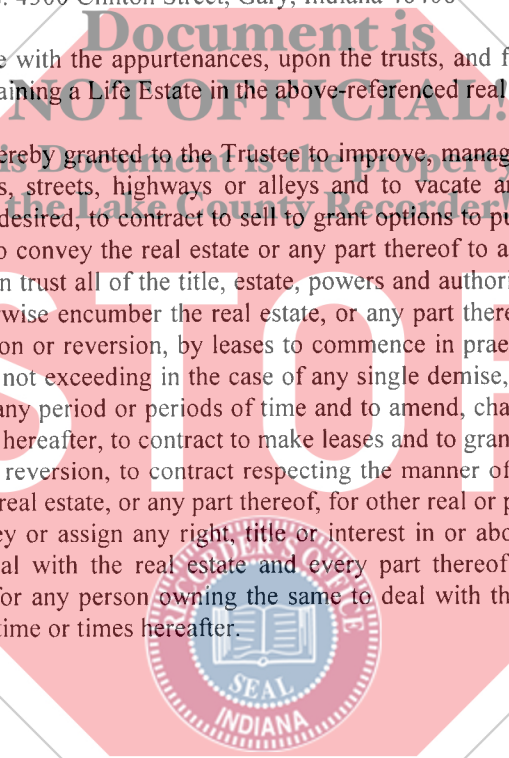 4500 Clinton Street, Gary, Indiana 46406
Document is
e with the appurtenances, upon the trusts, and f
aining a Life Estate in the above-referenced real
NOT OFFICIAL!
ereby granted to the Trustee to improve, manag
is Document is the property
s, streets, highways or alleys and to vacate a
the Lake County Recorder!
desired, to contract to sell to grant options to pu
o convey the real estate or any part thereof to a
n trust all of the title, estate, powers and authori
wise encumber the real estate, or any part there
STOP
on or reversion, by leases to commence in prae
not exceeding in the case of any single demise,
any period or periods of time and to amend, cha
hereafter, to contract to make leases and to gran
reversion, to contract respecting the manner of
real estate, or any part thereof, for other real or p
ey or assign any right, title or interest in or abo
al with the real estate and every part thereof
for any person owning the same to deal with th
time or times hereafter.
RECORDER'S OFFICE
SEAL
INDIANA